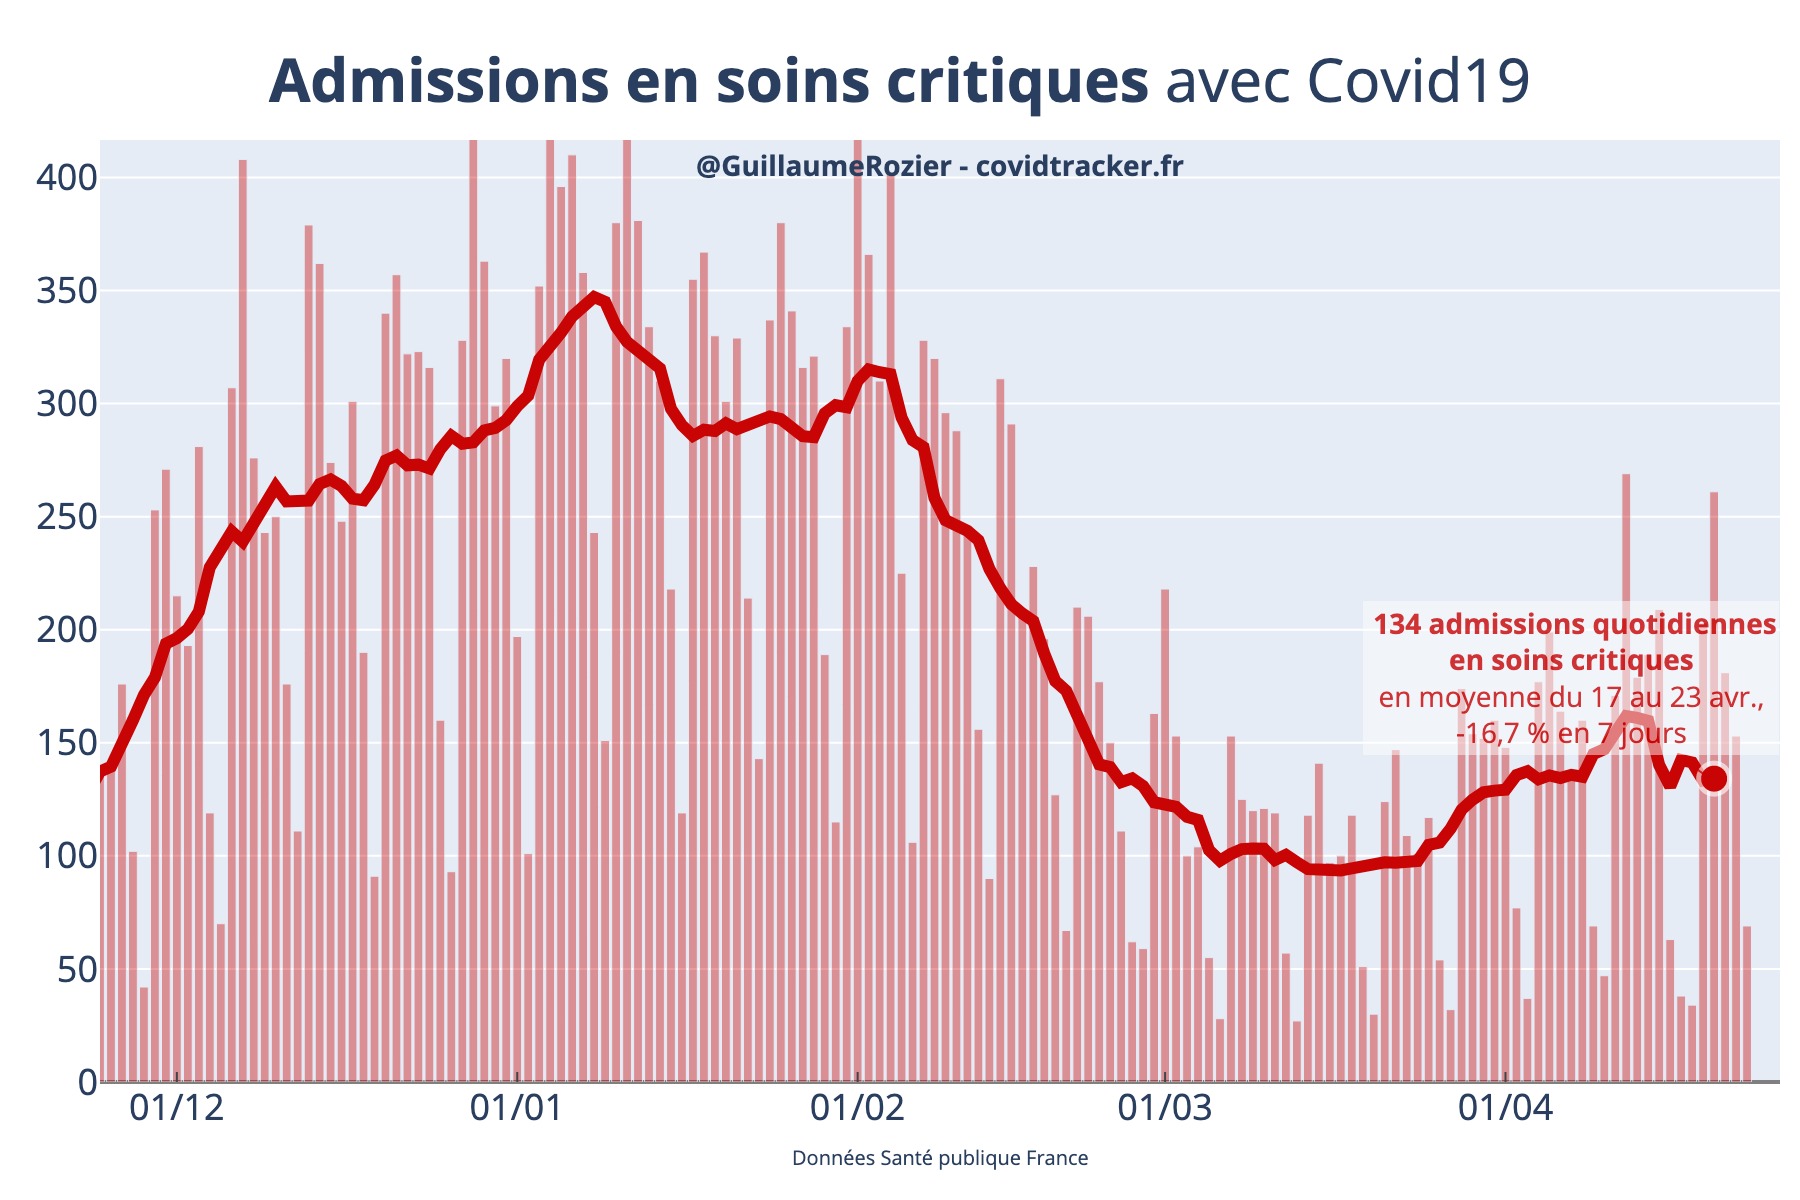 Admissions en soins critiques avec Covid19
@GuillaumeRozier - covidtracker.fr
400
350
300
250
200
150
100
50
0
134 admissions quotidiennes
en soins critiques
en moyenne du 17 au 23 avr.,
-16,7 % en 7 jours
01/12
01/01
01/02
01/03
01/04
Données Santé publique France